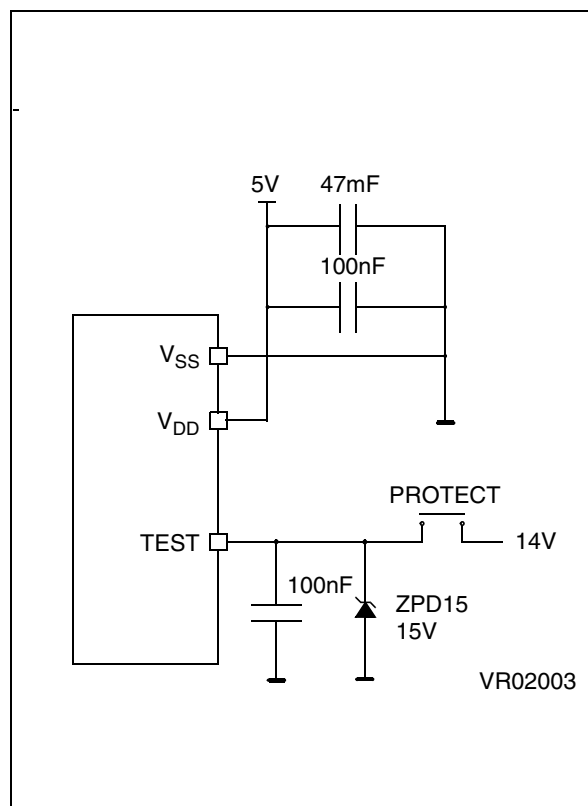 5V
47mF
100nF
VSS
VDD
PROTECT
TEST
14V
100nF
ZPD15
15V
VR02003